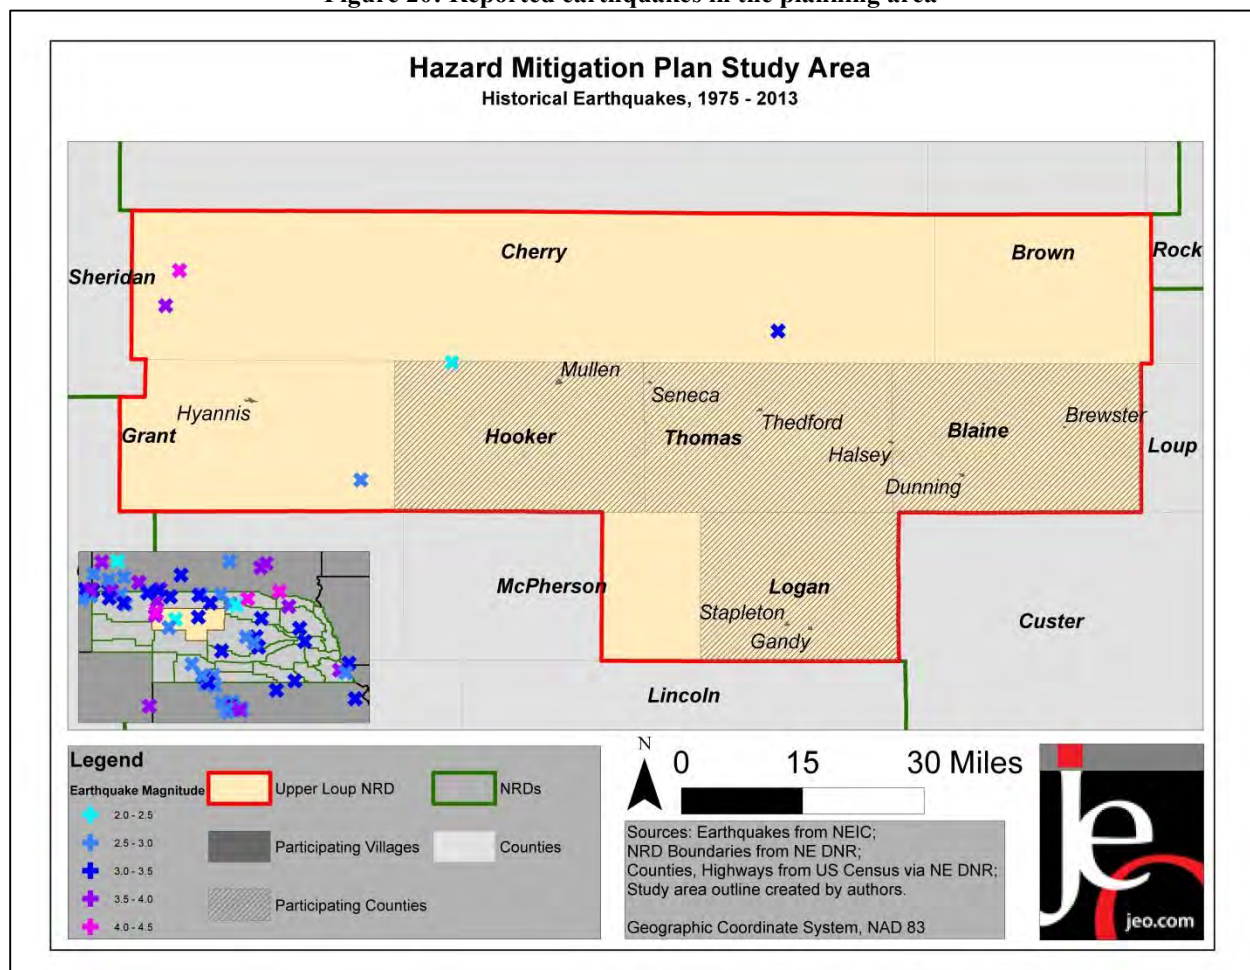 Figure 20: Reported earthquakes in the planning area
Hazard Mitigation Plan Study Area
Historical Earthquakes, 1975 - 2013
Cherry
Brown
Rock
Sheridan
Mullen
Seneca
Hyannis
Thedford
Brewster
Grant
Hooker
Thomas
Blaine
Loup
Halsey
Dunning
McPherson
Logan
Stapleton
Gandy
Custer
Lincoln
Legend
Earthquake Magnitude
2.0 - 2.5
2.5 - 3.0
3.0 - 3.5
3.5 - 4.0
4.0 - 4.5
Upper Loup NRD
NRDs
Participating Villages
Counties
Participating Counties
N
0 15 30 Miles
Sources: Earthquakes from NEIC;
NRD Boundaries from NE DNR;
Counties, Highways from US Census via NE DNR;
Study area outline created by authors.
Geographic Coordinate System, NAD 83
jeo
jeo.com